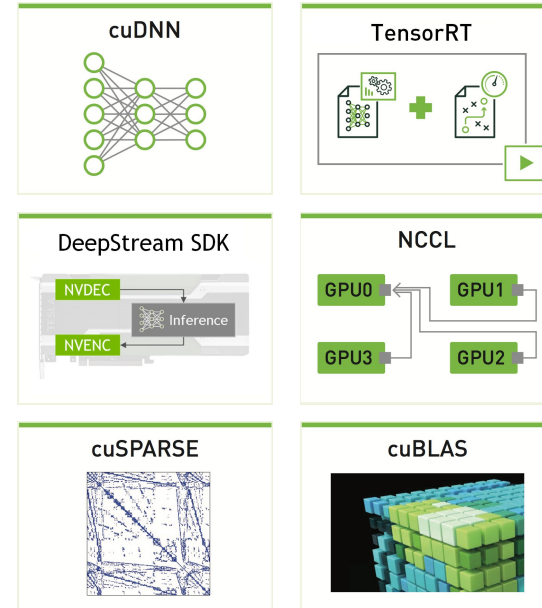 cuDNN
TensorRT
DeepStream SDK
NVDEC
Inference
NVENC
NCCL
GPU0
GPU1
GPU3
GPU2
cuSPARSE
cuBLAS